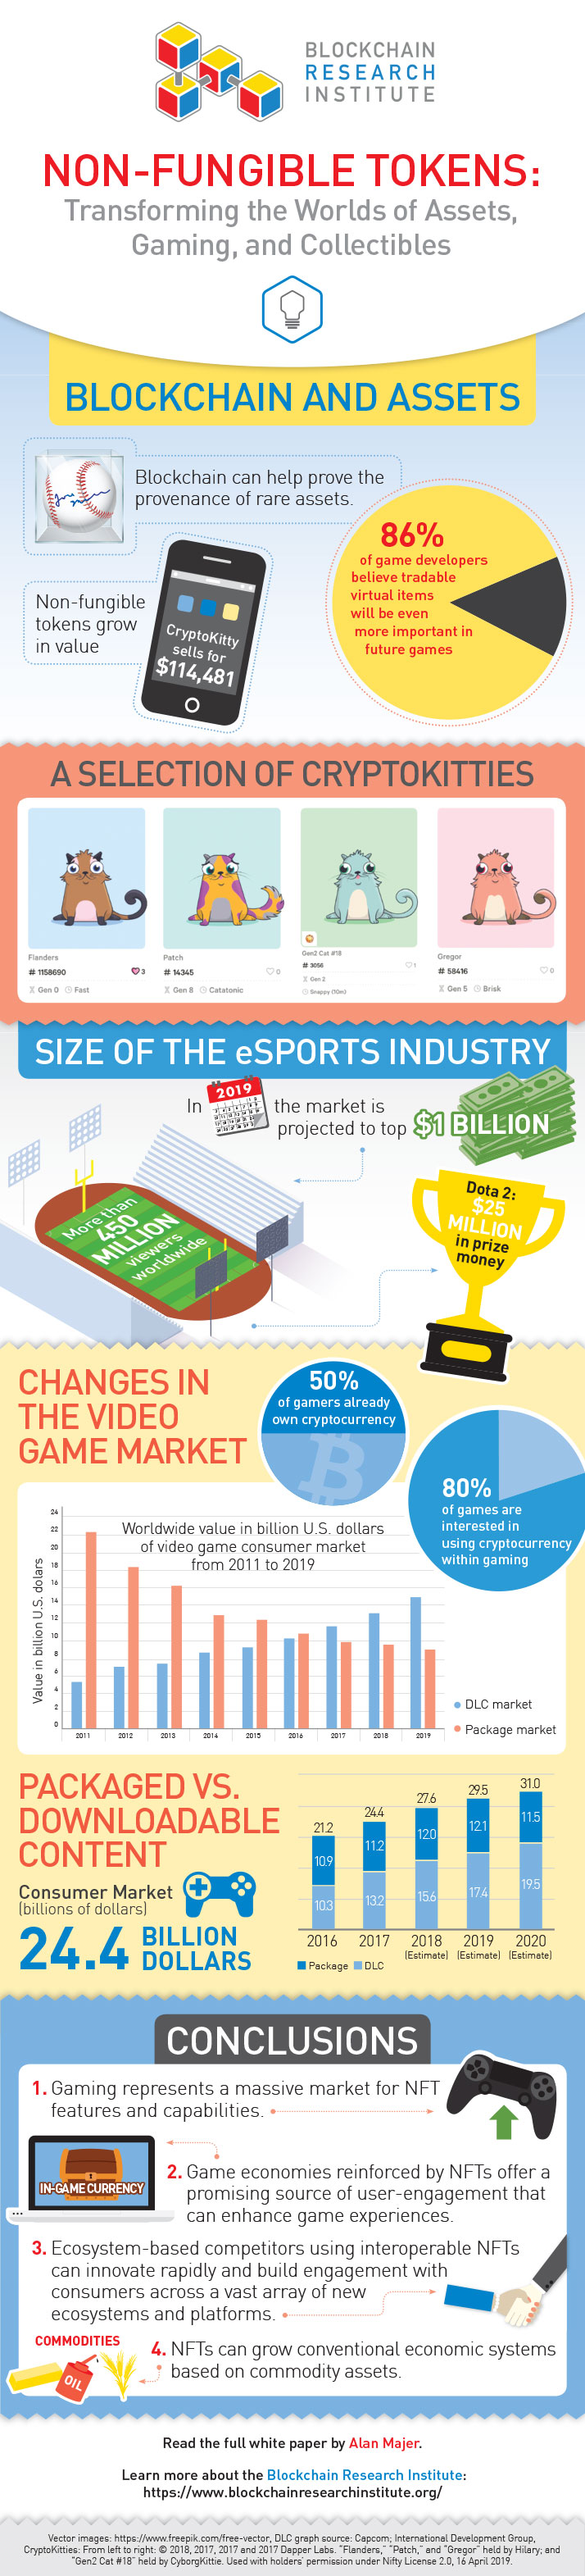 BLOCKCHAIN
RESEARCH
INSTITUTE
NON-FUNGIBLE TOKENS:
Transforming the Worlds of Assets,
Gaming, and Collectibles
BLOCKCHAIN AND ASSETS
Blockchain can help prove the
provenance of rare assets.
86%
of game developers
believe tradable
virtual items
will be even
more important in
future games
Non-fungible
tokens grow
in value
CryptoKitty
sells for
$114,481
A SELECTION OF CRYPTOKITTIES
Flanders
# 1158690
3
Gen 0 Fast
Patch
# 14345
0
Gen 8 Catatonic
Gen2 Cat #18
# 3056
1
Gen 2
Snappy (10m)
Gregor
# 58416
0
Gen 5 Brisk
SIZE OF THE eSPORTS INDUSTRY
In
2019
the market is
projected to top
$1 BILLION
More than
450
MILLION
viewers
worldwide
Dota 2:
$25
MILLION
in prize
money
CHANGES IN
THE VIDEO
GAME MARKET
50%
of gamers already
own cryptocurrency
80%
of games are
interested in
using cryptocurrency
within gaming
Worldwide value in billion U.S. dollars
of video game consumer market
from 2011 to 2019
Value in billion U.S. dolars
24
22
20
18
16
14
12
10
8
6
4
2
0
2011 2012 2013 2014 2015 2016 2017 2018 2019
DLC market
Package market
PACKAGED VS.
DOWNLOADABLE
CONTENT
Consumer Market
(billions of dollars)
24.4 BILLION
DOLLARS
21.2 24.4 27.6 29.5 31.0
10.9 11.2 12.0 12.1 11.5
10.3 13.2 15.6 17.4 19.5
2016 2017 2018 2019 2020
(Estimate) (Estimate) (Estimate)
Package DLC
CONCLUSIONS
1. Gaming represents a massive market for NFT
features and capabilities.
IN-GAME CURRENCY
2. Game economies reinforced by NFTs offer a
promising source of user-engagement that
can enhance game experiences.
3. Ecosystem-based competitors using interoperable NFTs
can innovate rapidly and build engagement with
consumers across a vast array of new
ecosystems and platforms.
COMMODITIES
OIL
4. NFTs can grow conventional economic systems
based on commodity assets.
Read the full white paper by Alan Majer.
Learn more about the Blockchain Research Institute:
https://www.blockchainresearchinstitute.org/
Vector images: https://www.freepik.com/free-vector, DLC graph source: Capcom; International Development Group,
CryptoKitties: From left to right: © 2018, 2017, 2017 and 2017 Dapper Labs. "Flanders," "Patch," and "Gregor" held by Hilary; and
"Gen2 Cat #18" held by CyborgKittie. Used with holders' permission under Nifty License 2.0, 16 April 2019.